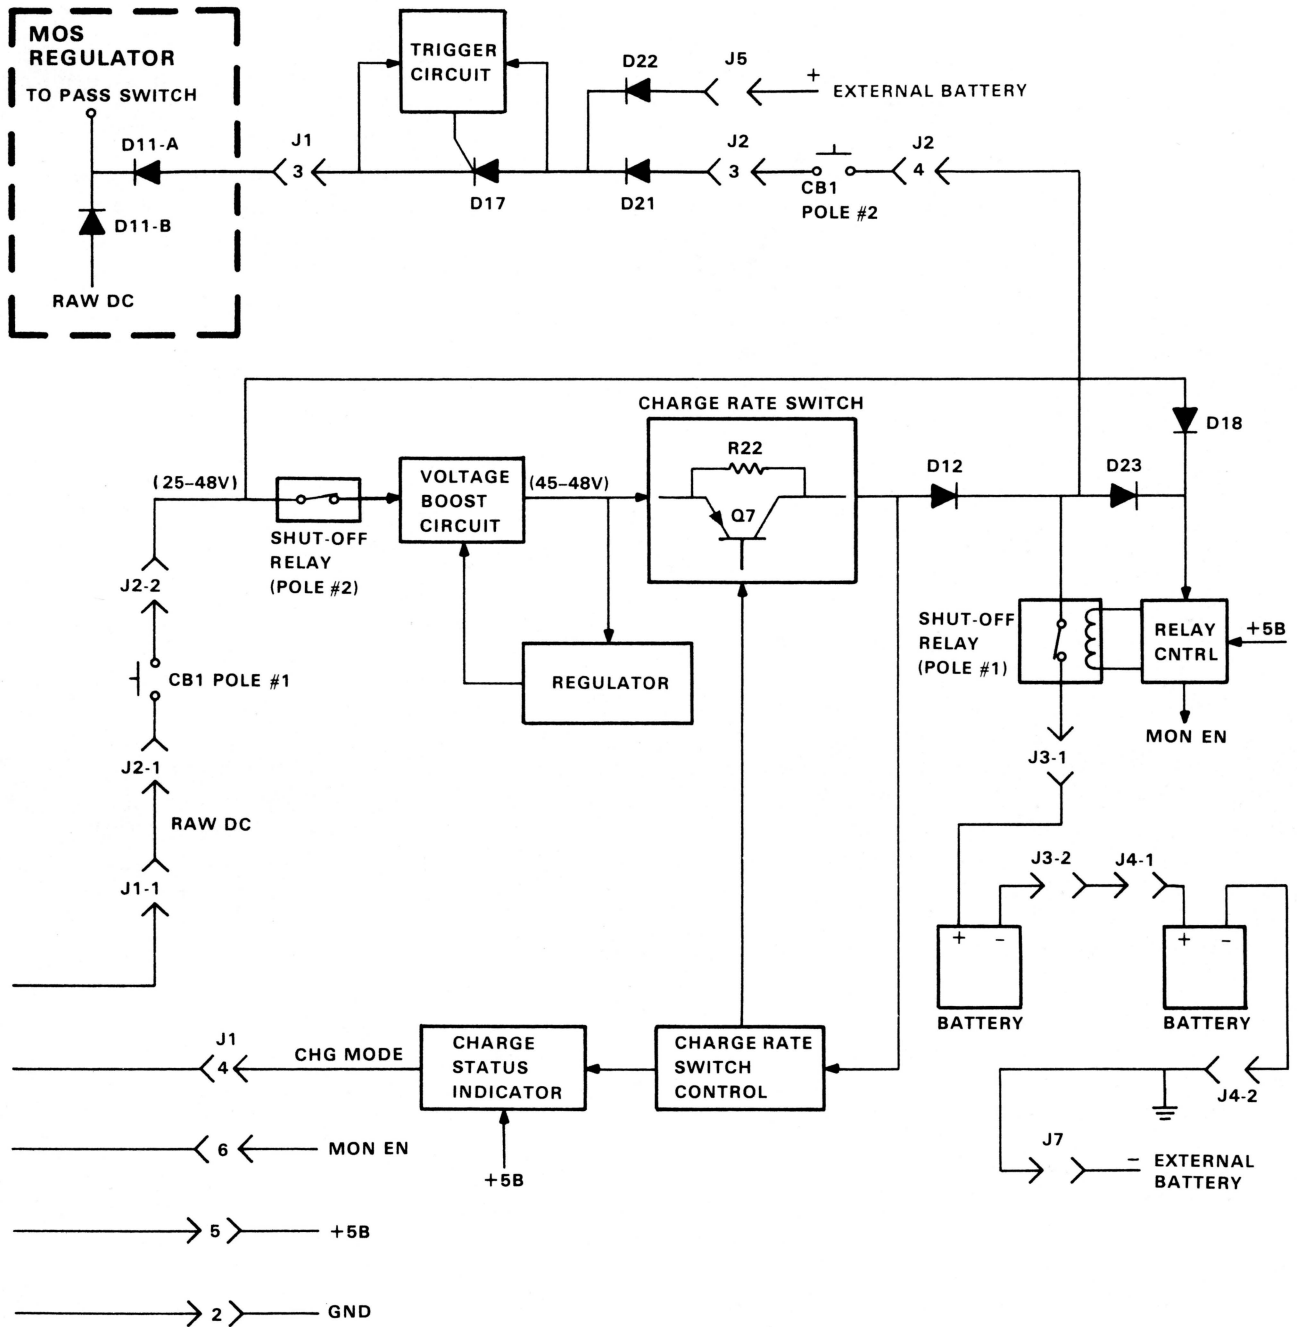 MOS
REGULATOR
TO PASS SWITCH
D11-A
D11-B
RAW DC
J1
3
TRIGGER
CIRCUIT
D17
D22
J5
+
EXTERNAL BATTERY
D21
J2
3
CB1
POLE #2
J2
4
CHARGE RATE SWITCH
R22
Q7
D18
(25–48V)
SHUT-OFF
RELAY
(POLE #2)
VOLTAGE
BOOST
CIRCUIT
(45–48V)
REGULATOR
D12
D23
J2-2
CB1 POLE #1
J2-1
RAW DC
J1-1
SHUT-OFF
RELAY
(POLE #1)
RELAY
CNTRL
+5B
MON EN
J3-1
J3-2
J4-1
+ −
BATTERY
+ −
BATTERY
J4-2
J7
− EXTERNAL
BATTERY
J1
4
CHG MODE
CHARGE
STATUS
INDICATOR
+5B
CHARGE RATE
SWITCH
CONTROL
6 MON EN
5 +5B
2 GND